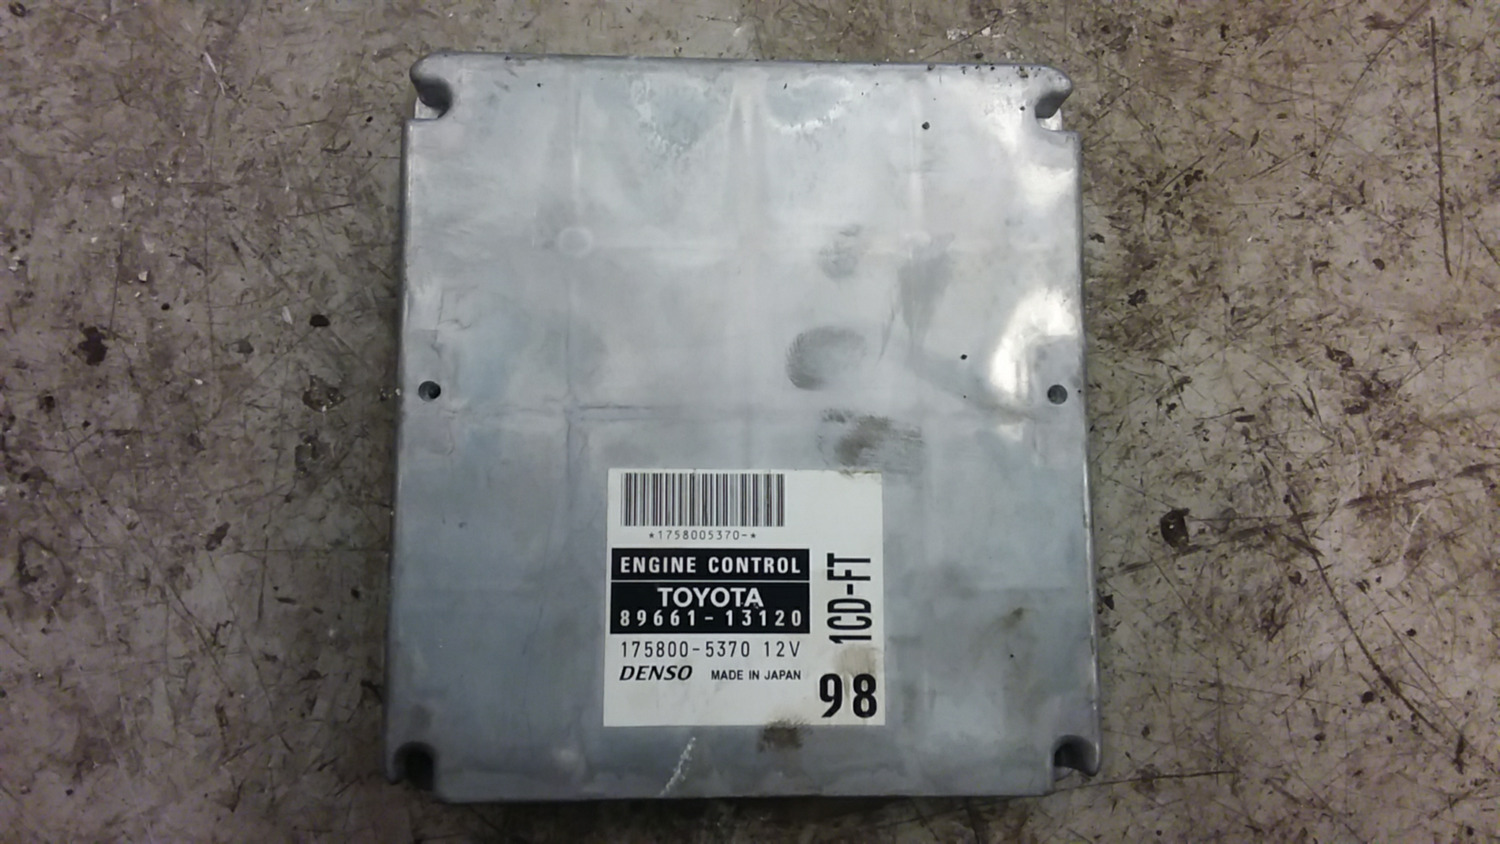 *1758005370-*
ENGINE CONTROL
TOYOTA
89661-13120
175800-5370 12V
DENSO MADE IN JAPAN
1CD-FT
98